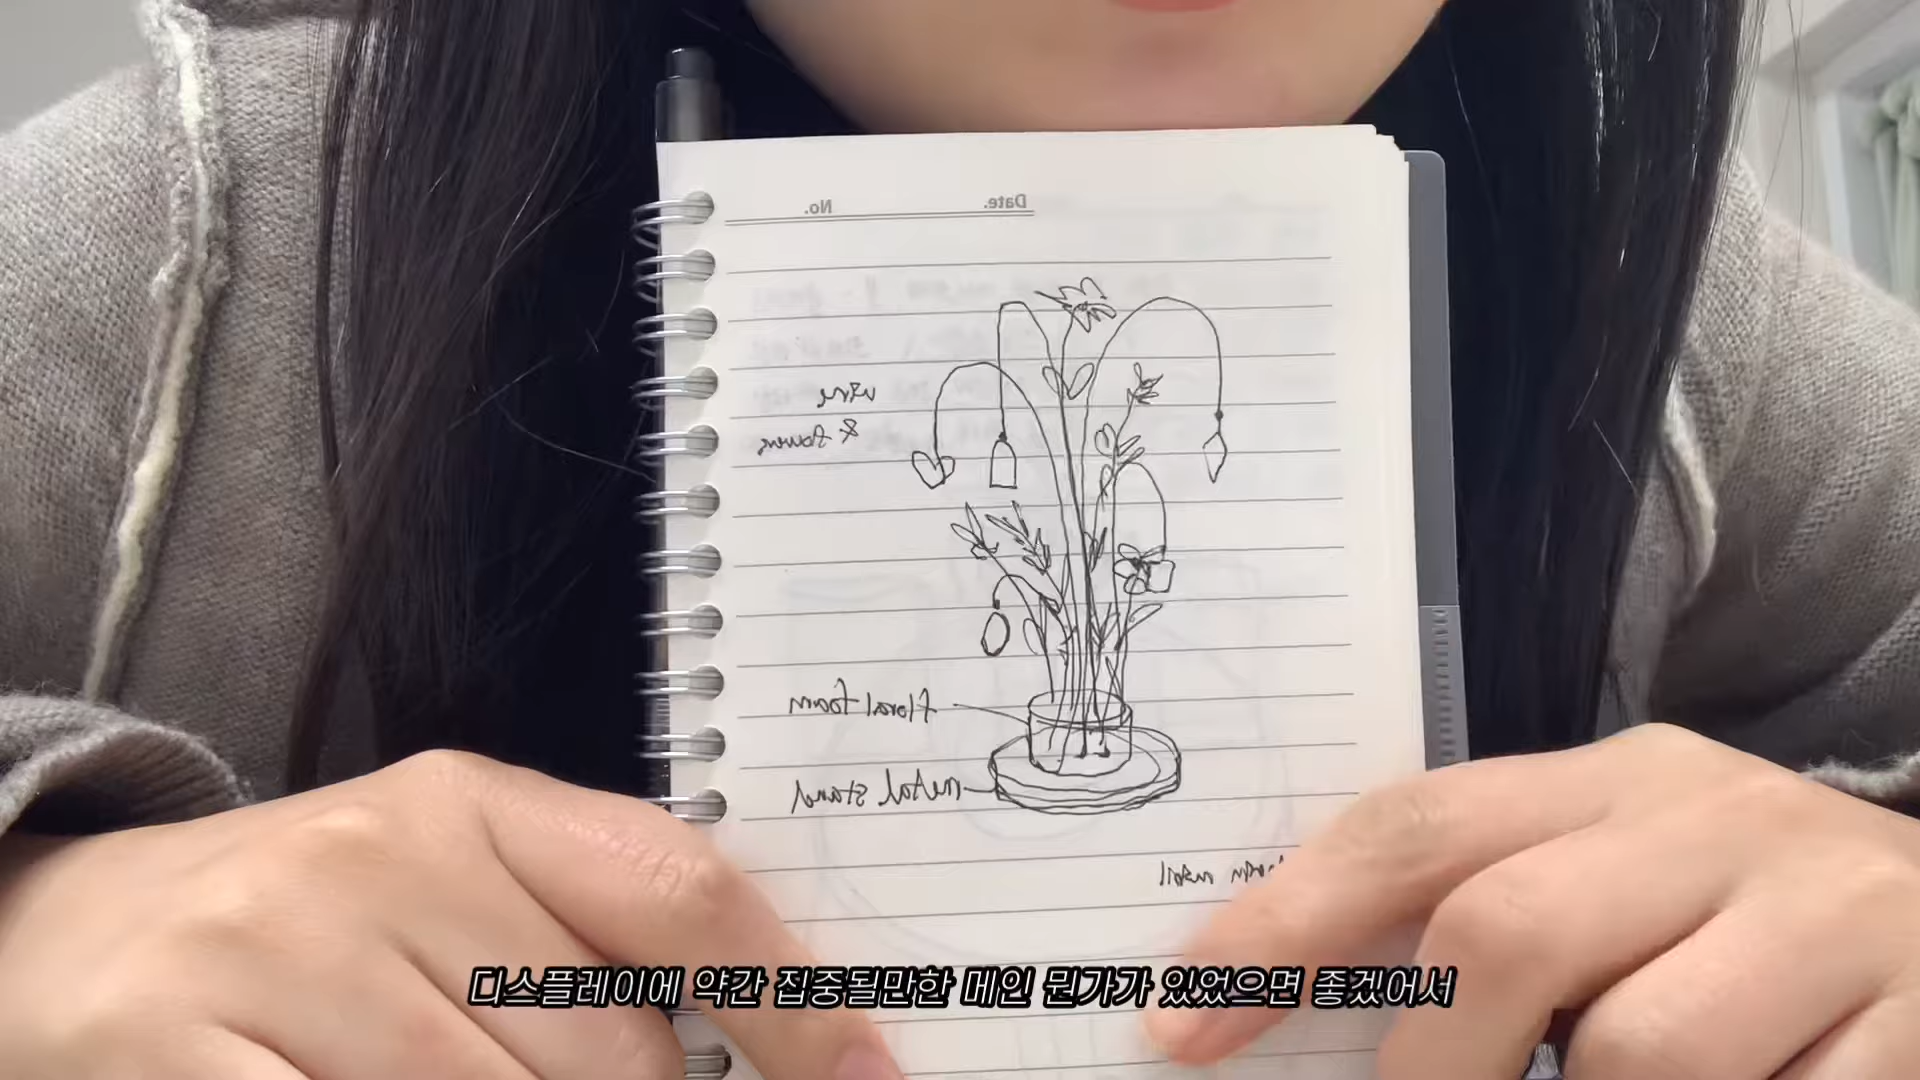 No. Date.
wire
& flowers
floral foam
metal stand
디스플레이에 약간 집중될만한 메인 뭔가가 있었으면 좋겠어서